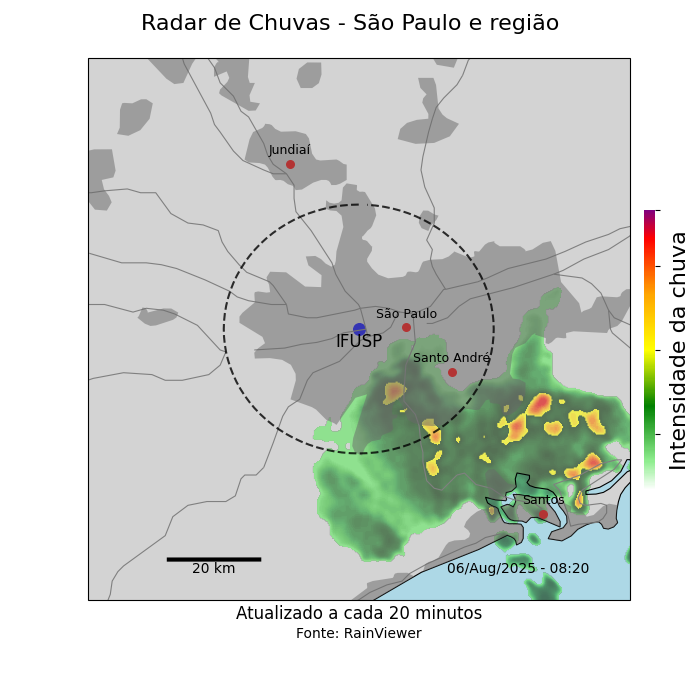 Radar de Chuvas - São Paulo e região
Jundiaí
São Paulo
IFUSP
Santo André
Santos
20 km
06/Aug/2025 - 08:20
Intensidade da chuva
Atualizado a cada 20 minutos
Fonte: RainViewer